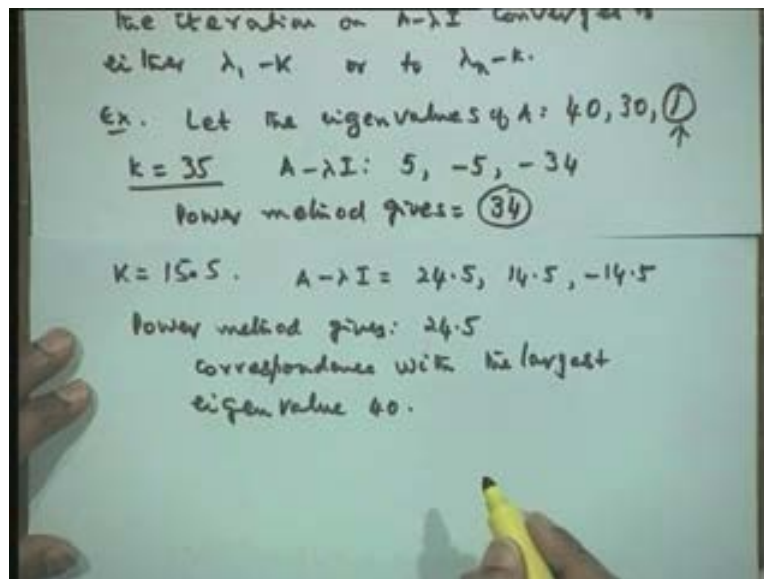 The iteration on A-λI converges to
either λ₁-K or to λₙ-k.
Ex. Let the eigenvalues of A: 40, 30, 1
k = 35 A-λI: 5, -5, -34
Power method gives = 34
K = 15.5. A-λI = 24.5, 14.5, -14.5
Power method gives: 24.5
correspondence with the largest
eigen value 40.